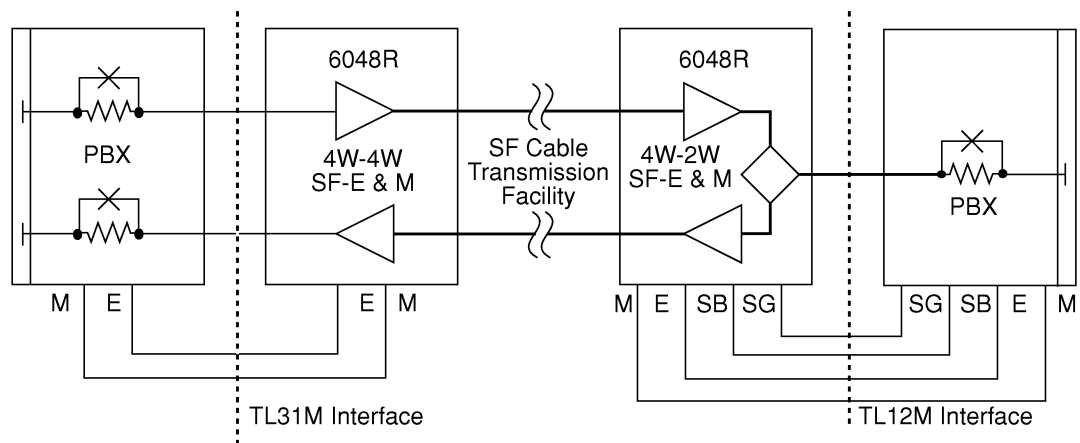 6048R
6048R
PBX
4W-4W
SF-E & M
SF Cable
Transmission
Facility
4W-2W
SF-E & M
PBX
M E
E M
M E SB SG
SG SB E M
TL31M Interface
TL12M Interface